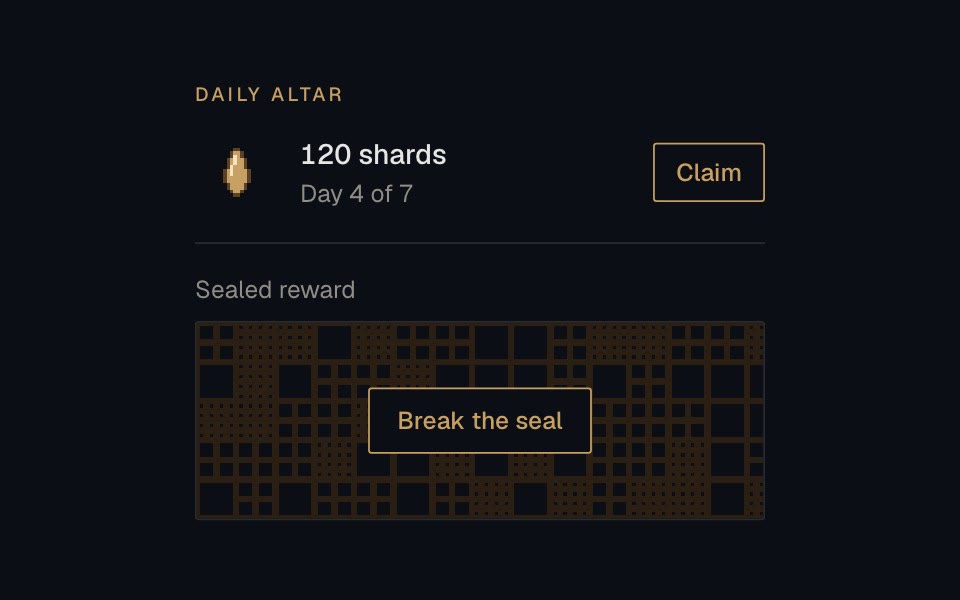 DAILY ALTAR
120 shards
Day 4 of 7
Claim
Sealed reward
Break the seal